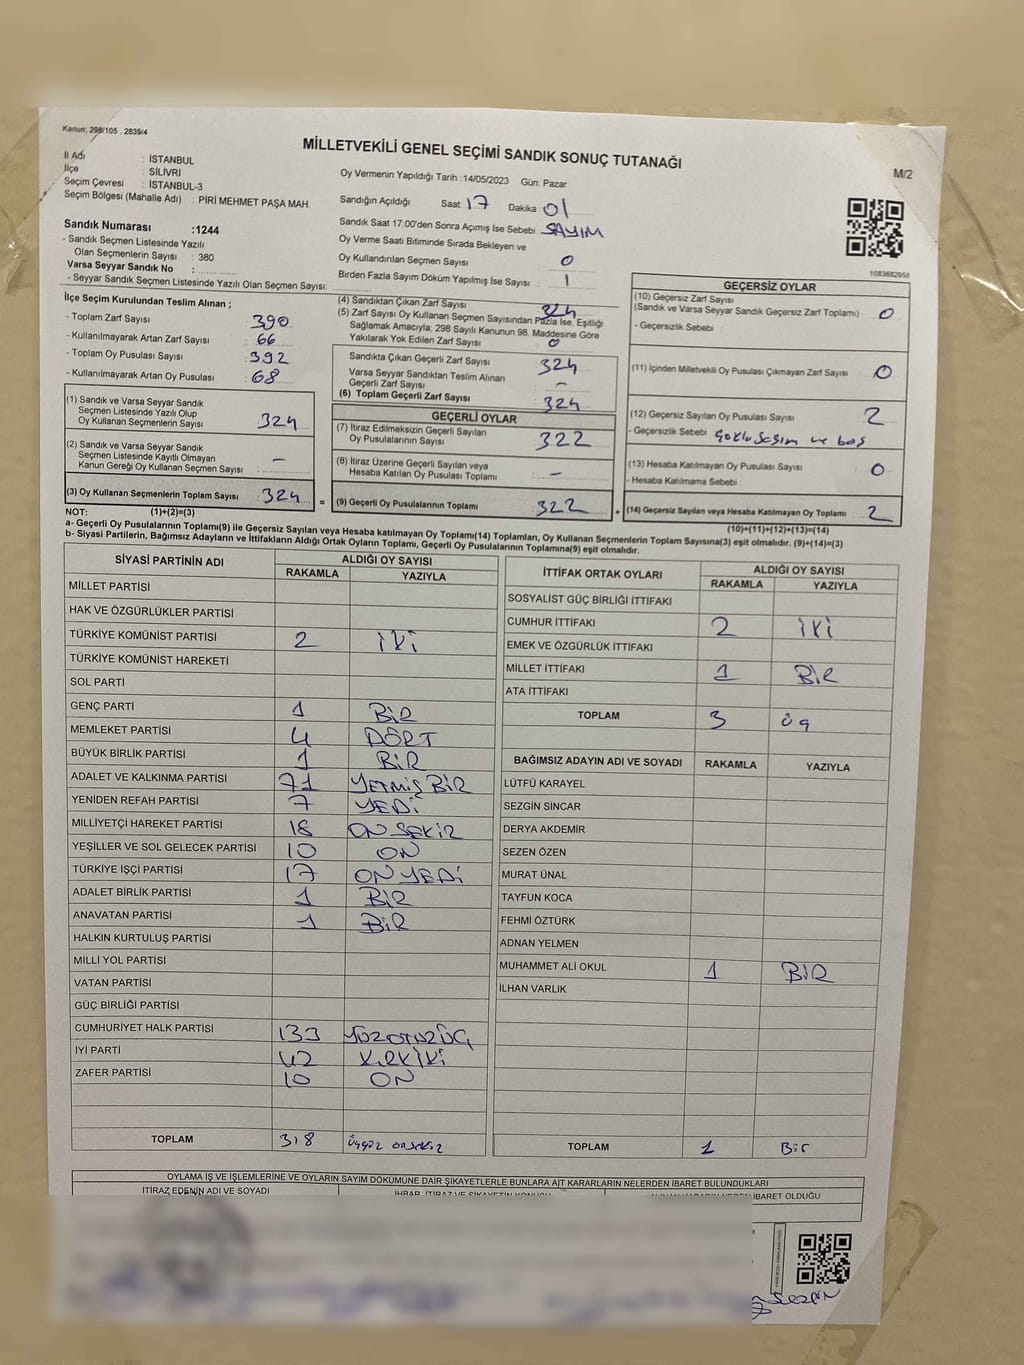 Kanun: 298/105 , 2839/4
MİLLETVEKİLİ GENEL SEÇİMİ SANDIK SONUÇ TUTANAĞI
M/2
İl Adı : İSTANBUL
İlçe : SİLİVRİ
Seçim Çevresi : İSTANBUL-3
Seçim Bölgesi (Mahalle Adı) : PİRİ MEHMET PAŞA MAH.
Sandık Numarası :1244
- Sandık Seçmen Listesinde Yazılı
Olan Seçmenlerin Sayısı : 380
Varsa Seyyar Sandık No :
- Seyyar Sandık Seçmen Listesinde Yazılı Olan Seçmen Sayısı:
Oy Vermenin Yapıldığı Tarih :14/05/2023 Gün: Pazar
Sandığın Açıldığı Saat: 17 Dakika 01
Sandık Saat 17:00'den Sonra Açımış İse Sebebi SAYIM
Oy Verme Saati Bitiminde Sırada Bekleyen ve
Oy Kullandırılan Seçmen Sayısı 0
Birden Fazla Sayım Döküm Yapılmış İse Sayısı : 1
1083682956
İlçe Seçim Kurulundan Teslim Alınan ;
- Toplam Zarf Sayısı 390
- Kullanılmayarak Artan Zarf Sayısı : 66
- Toplam Oy Pusulası Sayısı : 392
- Kullanılmayarak Artan Oy Pusulası : 68
(1) Sandık ve Varsa Seyyar Sandık
Seçmen Listesinde Yazılı Olup
Oy Kullanan Seçmenlerin Sayısı : 324
(2) Sandık ve Varsa Seyyar Sandık
Seçmen Listesinde Kayıtlı Olmayan
Kanun Gereği Oy Kullanan Seçmen Sayısı : -
(3) Oy Kullanan Seçmenlerin Toplam Sayısı : 324
(4) Sandıktan Çıkan Zarf Sayısı : 324
(5) Zarf Sayısı Oy Kullanan Seçmen Sayısından Fazla İse, Eşitliği
Sağlamak Amacıyla; 298 Sayılı Kanunun 98. Maddesine Göre
Yakılarak Yok Edilen Zarf Sayısı : 0
Sandıkta Çıkan Geçerli Zarf Sayısı : 324
Varsa Seyyar Sandıktan Teslim Alınan
Geçerli Zarf Sayısı : -
(6) Toplam Geçerli Zarf Sayısı : 324
GEÇERLİ OYLAR
(7) İtiraz Edilmeksizin Geçerli Sayılan
Oy Pusulalarının Sayısı : 322
(8) İtiraz Üzerine Geçerli Sayılan veya
Hesaba Katılan Oy Pusulası Toplamı : -
= (9) Geçerli Oy Pusulalarının Toplamı : 322
GEÇERSİZ OYLAR
(10) Geçersiz Zarf Sayısı
(Sandık ve Varsa Seyyar Sandık Geçersiz Zarf Toplamı) : 0
- Geçersizlik Sebebi :
(11) İçinden Milletvekili Oy Pusulası Çıkmayan Zarf Sayısı : 0
(12) Geçersiz Sayılan Oy Pusulası Sayısı : 2
- Geçersizlik Sebebi : ve boş
(13) Hesaba Katılmayan Oy Pusulası Sayısı : 0
- Hesaba Katılmama Sebebi :
+ (14) Geçersiz Sayılan veya Hesaba Katılmayan Oy Toplamı : 2
NOT: (1)+(2)=(3) (10)+(11)+(12)+(13)=(14)
a- Geçerli Oy Pusulalarının Toplamı(9) ile Geçersiz Sayılan veya Hesaba katılmayan Oy Toplamı(14) Toplamları, Oy Kullanan Seçmenlerin Toplam Sayısına(3) eşit olmalıdır. (9)+(14)=(3)
b- Siyasi Partilerin, Bağımsız Adayların ve İttifakların Aldığı Ortak Oyların Toplamı, Geçerli Oy Pusulalarının Toplamına(9) eşit olmalıdır.
SİYASİ PARTİNİN ADI ALDIĞI OY SAYISI
RAKAMLA YAZIYLA
MİLLET PARTİSİ
HAK VE ÖZGÜRLÜKLER PARTİSİ
TÜRKİYE KOMÜNİST PARTİSİ 2 İKİ
TÜRKİYE KOMÜNİST HAREKETİ
SOL PARTİ
GENÇ PARTİ 1 BİR
MEMLEKET PARTİSİ 4 DÖRT
BÜYÜK BİRLİK PARTİSİ 1 BİR
ADALET VE KALKINMA PARTİSİ 71 YETMİŞ BİR
YENİDEN REFAH PARTİSİ 7 YEDİ
MİLLİYETÇİ HAREKET PARTİSİ 18 ON SEKİZ
YEŞİLLER VE SOL GELECEK PARTİSİ 10 ON
TÜRKİYE İŞÇİ PARTİSİ 17 ON YEDİ
ADALET BİRLİK PARTİSİ 1 BİR
ANAVATAN PARTİSİ 1 BİR
HALKIN KURTULUŞ PARTİSİ
MİLLİ YOL PARTİSİ
VATAN PARTİSİ
GÜÇ BİRLİĞİ PARTİSİ
CUMHURİYET HALK PARTİSİ 133 YÜZOTUZÜÇ
İYİ PARTİ 42 KIRKİKİ
ZAFER PARTİSİ 10 ON
TOPLAM 318 üçyüz onsekiz
İTTİFAK ORTAK OYLARI ALDIĞI OY SAYISI
RAKAMLA YAZIYLA
SOSYALİST GÜÇ BİRLİĞİ İTTİFAKI
CUMHUR İTTİFAKI 2 İKİ
EMEK VE ÖZGÜRLÜK İTTİFAKI
MİLLET İTTİFAKI 1 BİR
ATA İTTİFAKI
TOPLAM 3 üç
BAĞIMSIZ ADAYIN ADI VE SOYADI RAKAMLA YAZIYLA
LÜTFÜ KARAYEL
SEZGİN SİNCAR
DERYA AKDEMİR
SEZEN ÖZEN
MURAT ÜNAL
TAYFUN KOCA
FEHMİ ÖZTÜRK
ADNAN YELMEN
MUHAMMET ALİ OKUL 1 BİR
İLHAN VARLIK
TOPLAM 1 Bir
OYLAMA İŞ VE İŞLEMLERİNE VE OYLARIN SAYIM DÖKÜMÜNE DAİR ŞİKAYETLERLE BUNLARA AİT KARARLARIN NELERDEN İBARET BULUNDUKLARI
İTİRAZ EDENİN ADI VE SOYADI
İBARET OLDUĞU